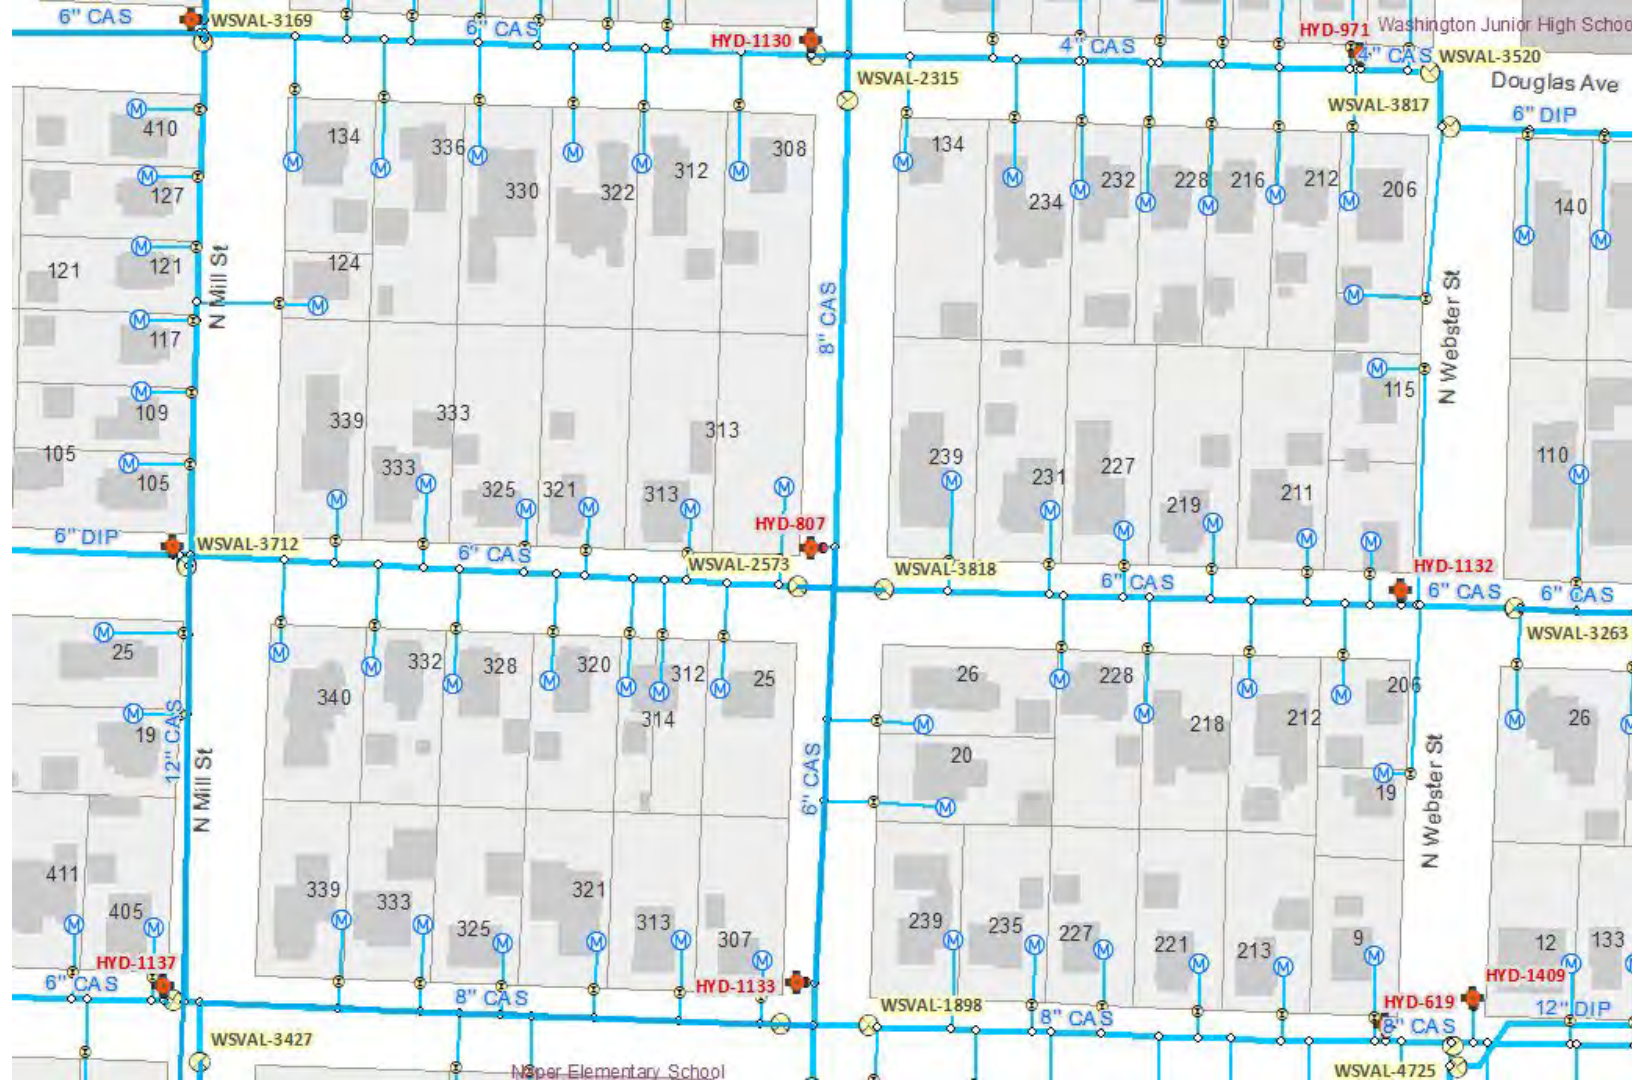 6" CAS
WSVAL-3169
6" CAS
HYD-1130
4" CAS
HYD-971
Washington Junior High Schoo
4" CAS
WSVAL-3520
WSVAL-2315
Douglas Ave
WSVAL-3817
6" DIP
410
134
336
330
322
312
308
134
234
232
228
216
212
206
140
127
121
121
124
N Mill St
117
8" CAS
N Webster St
109
339
333
313
115
105
105
333
325
321
313
239
231
227
219
211
110
6" DIP
WSVAL-3712
6" CAS
HYD-807
WSVAL-2573
WSVAL-3818
6" CAS
HYD-1132
6" CAS
6" CAS
WSVAL-3263
25
332
328
320
312
25
26
228
206
340
314
218
212
26
19
12" CAS
N Mill St
6" CAS
20
19
N Webster St
411
405
339
333
325
321
313
307
239
235
227
221
213
9
12
133
HYD-1137
6" CAS
8" CAS
HYD-1133
WSVAL-1898
8" CAS
HYD-619
8" CAS
HYD-1409
12" DIP
WSVAL-3427
Naper Elementary School
WSVAL-4725